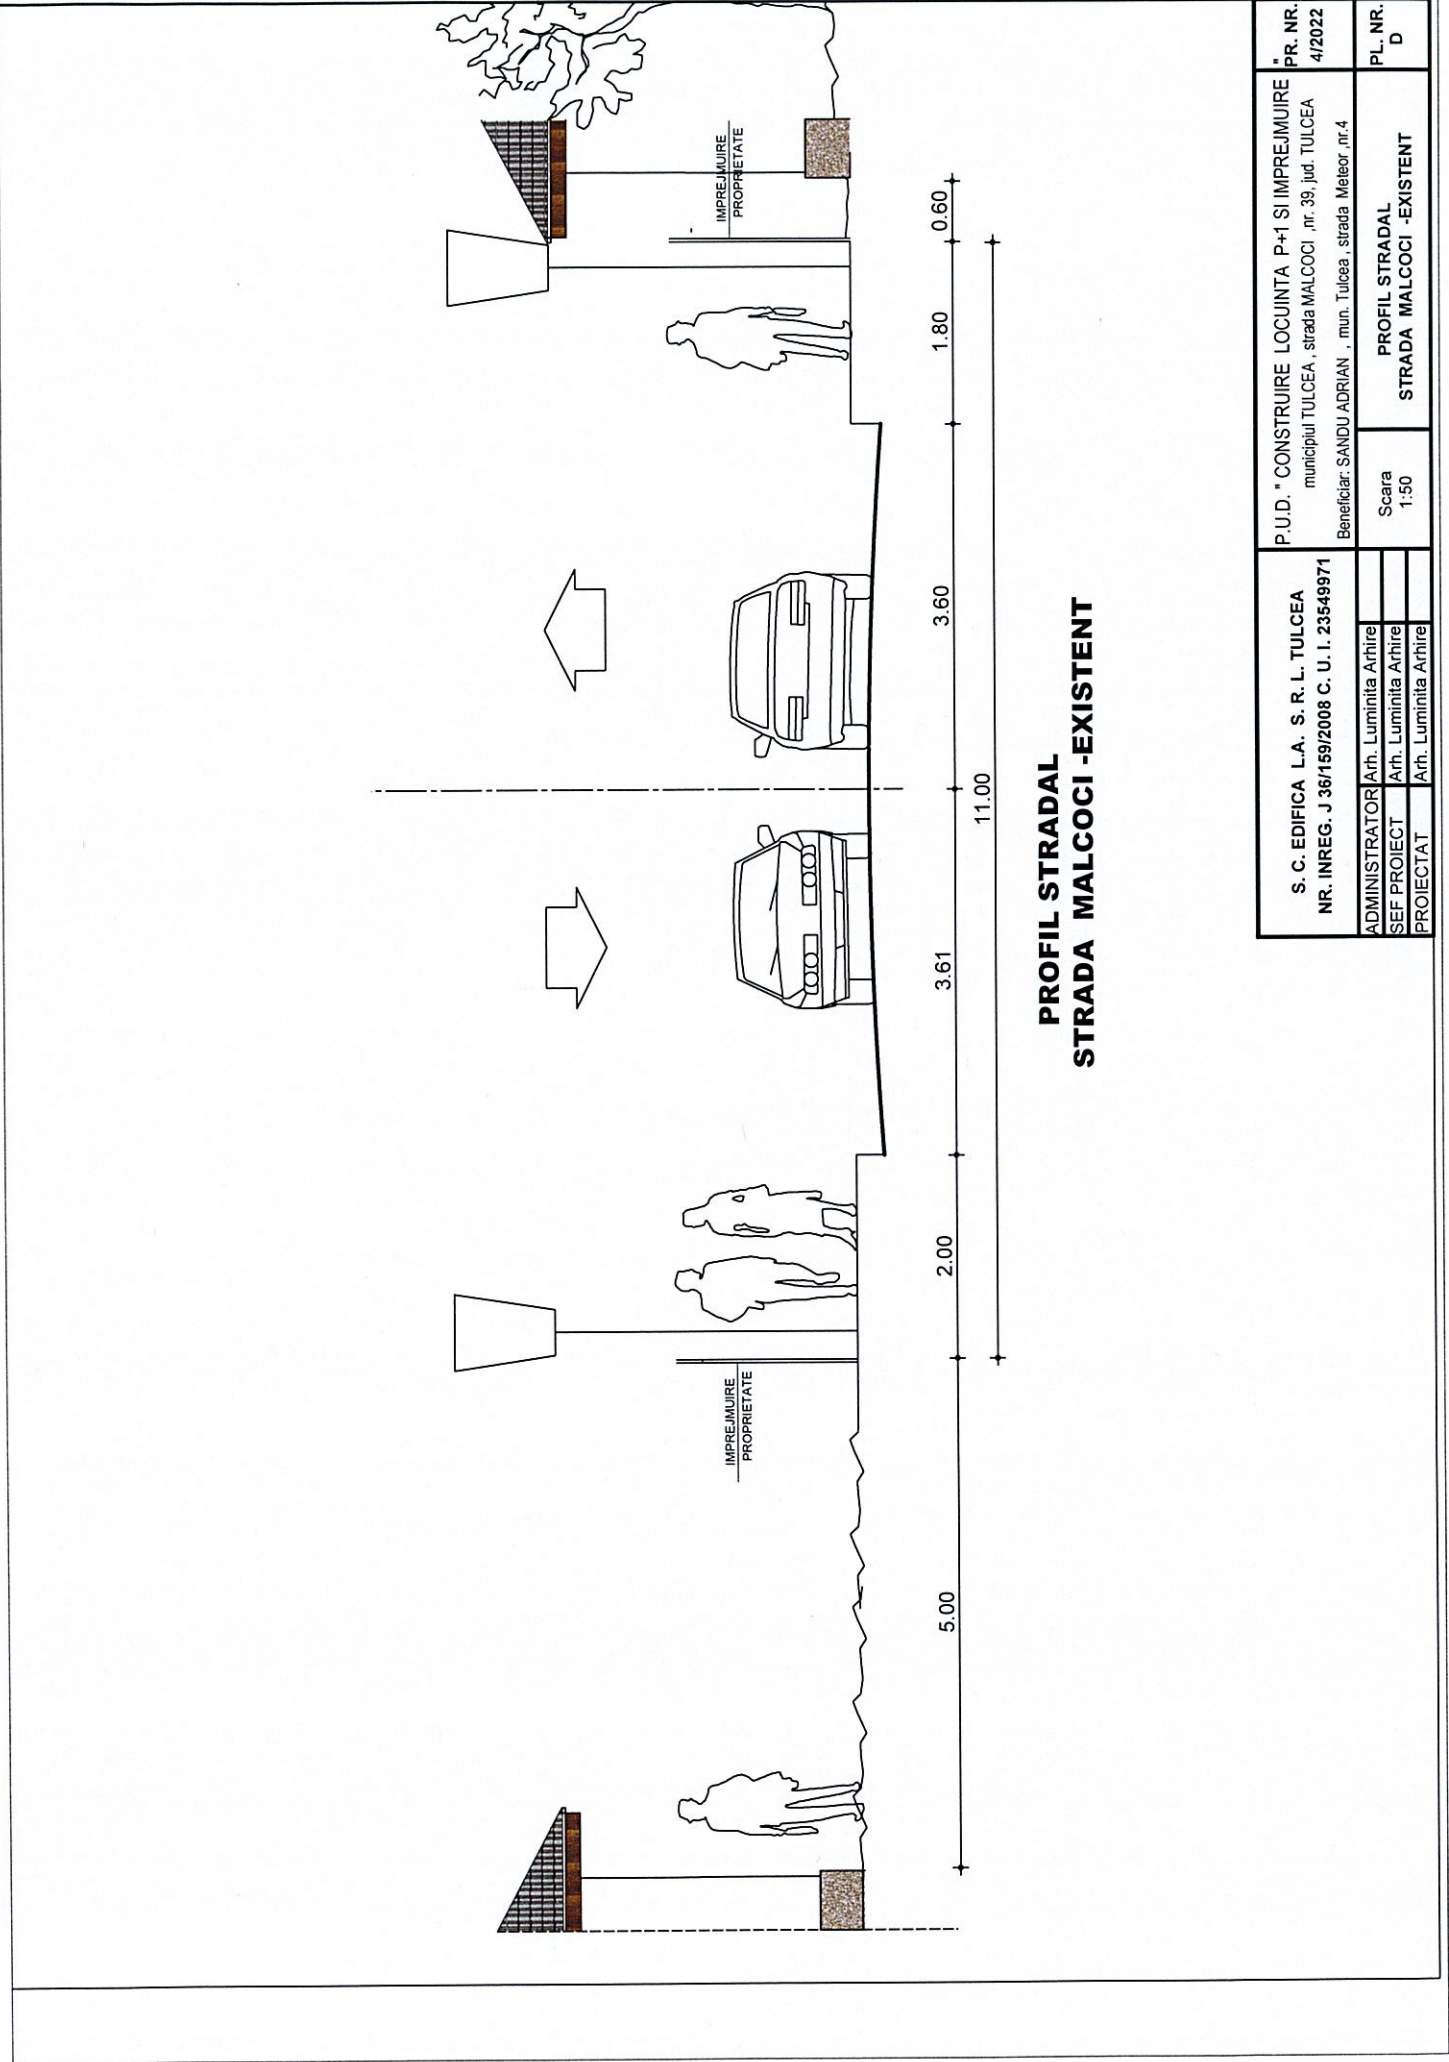 IMPREJMUIRE
PROPRIETATE
IMPREJMUIRE
PROPRIETATE
5.00
2.00
3.61
3.60
1.80
0.60
11.00
PROFIL STRADAL
STRADA MALCOCI -EXISTENT
S. C. EDIFICA L.A. S. R. L. TULCEA
NR. INREG. J 36/159/2008 C. U. I. 23549971
P.U.D. " CONSTRUIRE LOCUINTA P+1 SI IMPREJMUIRE "
municipiul TULCEA , strada MALCOCI ,nr. 39, jud. TULCEA
Beneficiar: SANDU ADRIAN , mun. Tulcea , strada Meteor ,nr.4
PR. NR.
4/2022
ADMINISTRATOR Arh. Luminita Arhire
SEF PROIECT Arh. Luminita Arhire
PROIECTAT Arh. Luminita Arhire
Scara
1:50
PROFIL STRADAL
STRADA MALCOCI -EXISTENT
PL. NR.
D